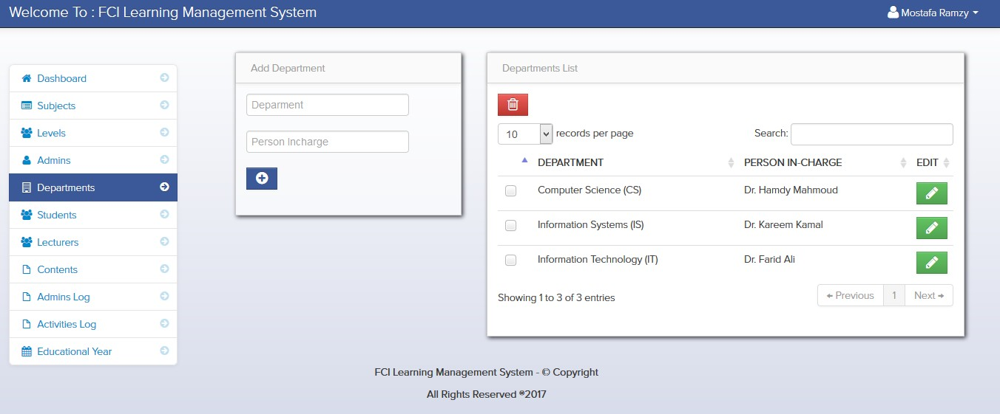 Welcome To : FCI Learning Management System
Mostafa Ramzy
Dashboard
Subjects
Levels
Admins
Departments
Students
Lecturers
Contents
Admins Log
Activities Log
Educational Year
Add Department
Deparment
Person Incharge
Departments List
10 records per page
Search:
DEPARTMENT PERSON IN-CHARGE EDIT
Computer Science (CS) Dr. Hamdy Mahmoud
Information Systems (IS) Dr. Kareem Kamal
Information Technology (IT) Dr. Farid Ali
Showing 1 to 3 of 3 entries
← Previous 1 Next →
FCI Learning Management System - © Copyright
All Rights Reserved ®2017